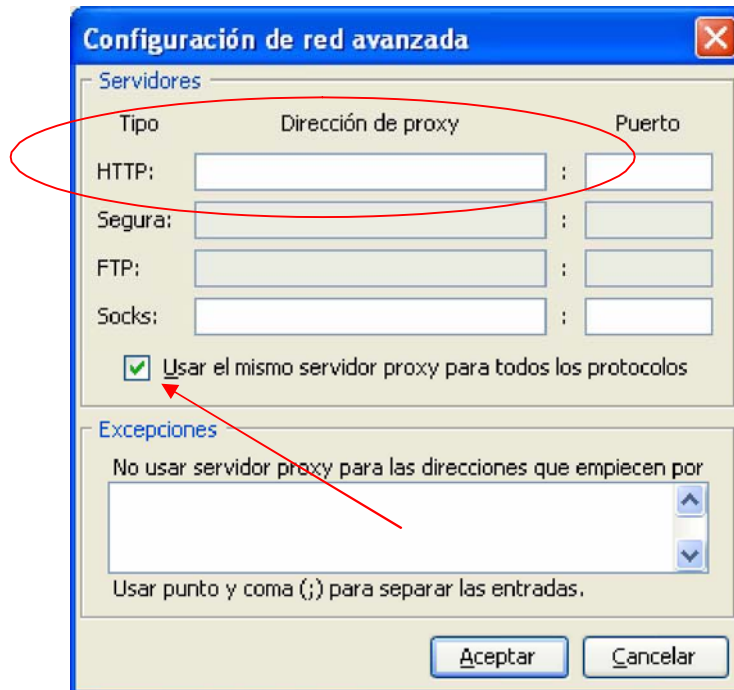 Configuración de red avanzada
Servidores
Tipo Dirección de proxy Puerto
HTTP: :
Segura: :
FTP: :
Socks: :
Usar el mismo servidor proxy para todos los protocolos
Excepciones
No usar servidor proxy para las direcciones que empiecen por
Usar punto y coma (;) para separar las entradas.
Aceptar Cancelar